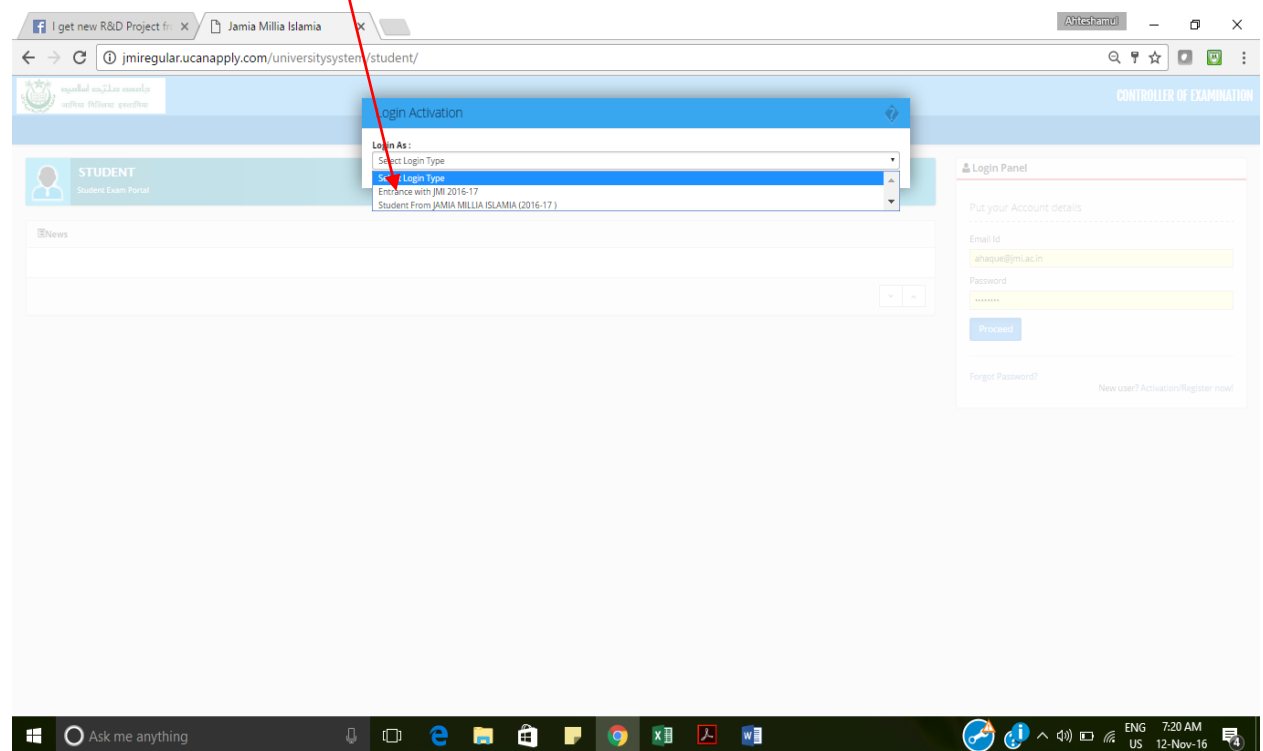 I get new R&D Project fr
Jamia Millia Islamia
Ahteshamul
jmiregular.ucanapply.com/universitysystem/student/
CONTROLLER OF EXAMINATION
Login Activation
Login As :
Select Login Type
Select Login Type
Entrance with JMI 2016-17
Student From JAMIA MILLIA ISLAMIA (2016-17 )
STUDENT
Student Exam Portal
News
Login Panel
Put your Account details
Email Id
ahaque@jmi.ac.in
Password
••••••••
Proceed
Forgot Password?
New user? Activation/Register now!
Ask me anything
ENG
US
7:20 AM
12-Nov-16
4